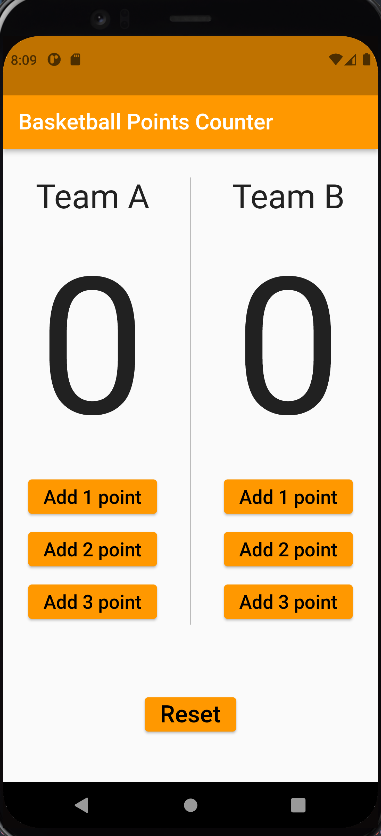 8:09
Basketball Points Counter
Team A
Team B
0
0
Add 1 point
Add 1 point
Add 2 point
Add 2 point
Add 3 point
Add 3 point
Reset